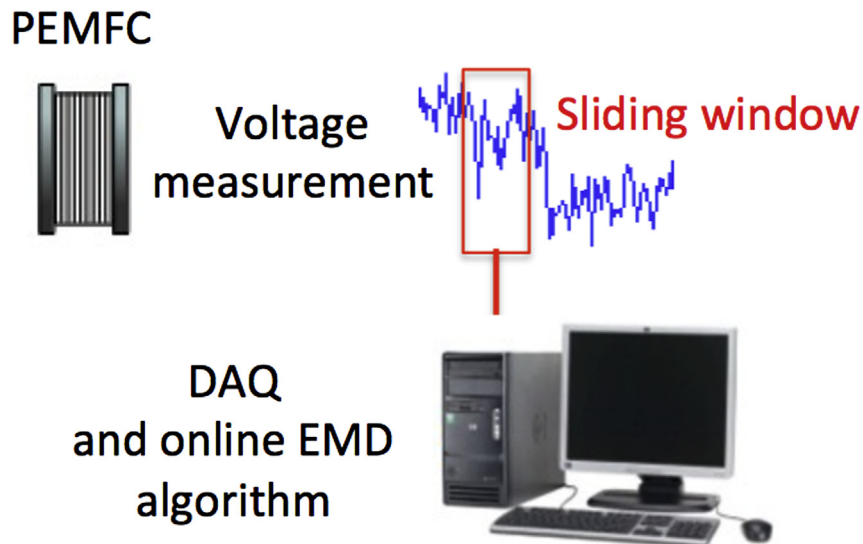 PEMFC
Voltage
measurement
Sliding window
DAQ
and online EMD
algorithm